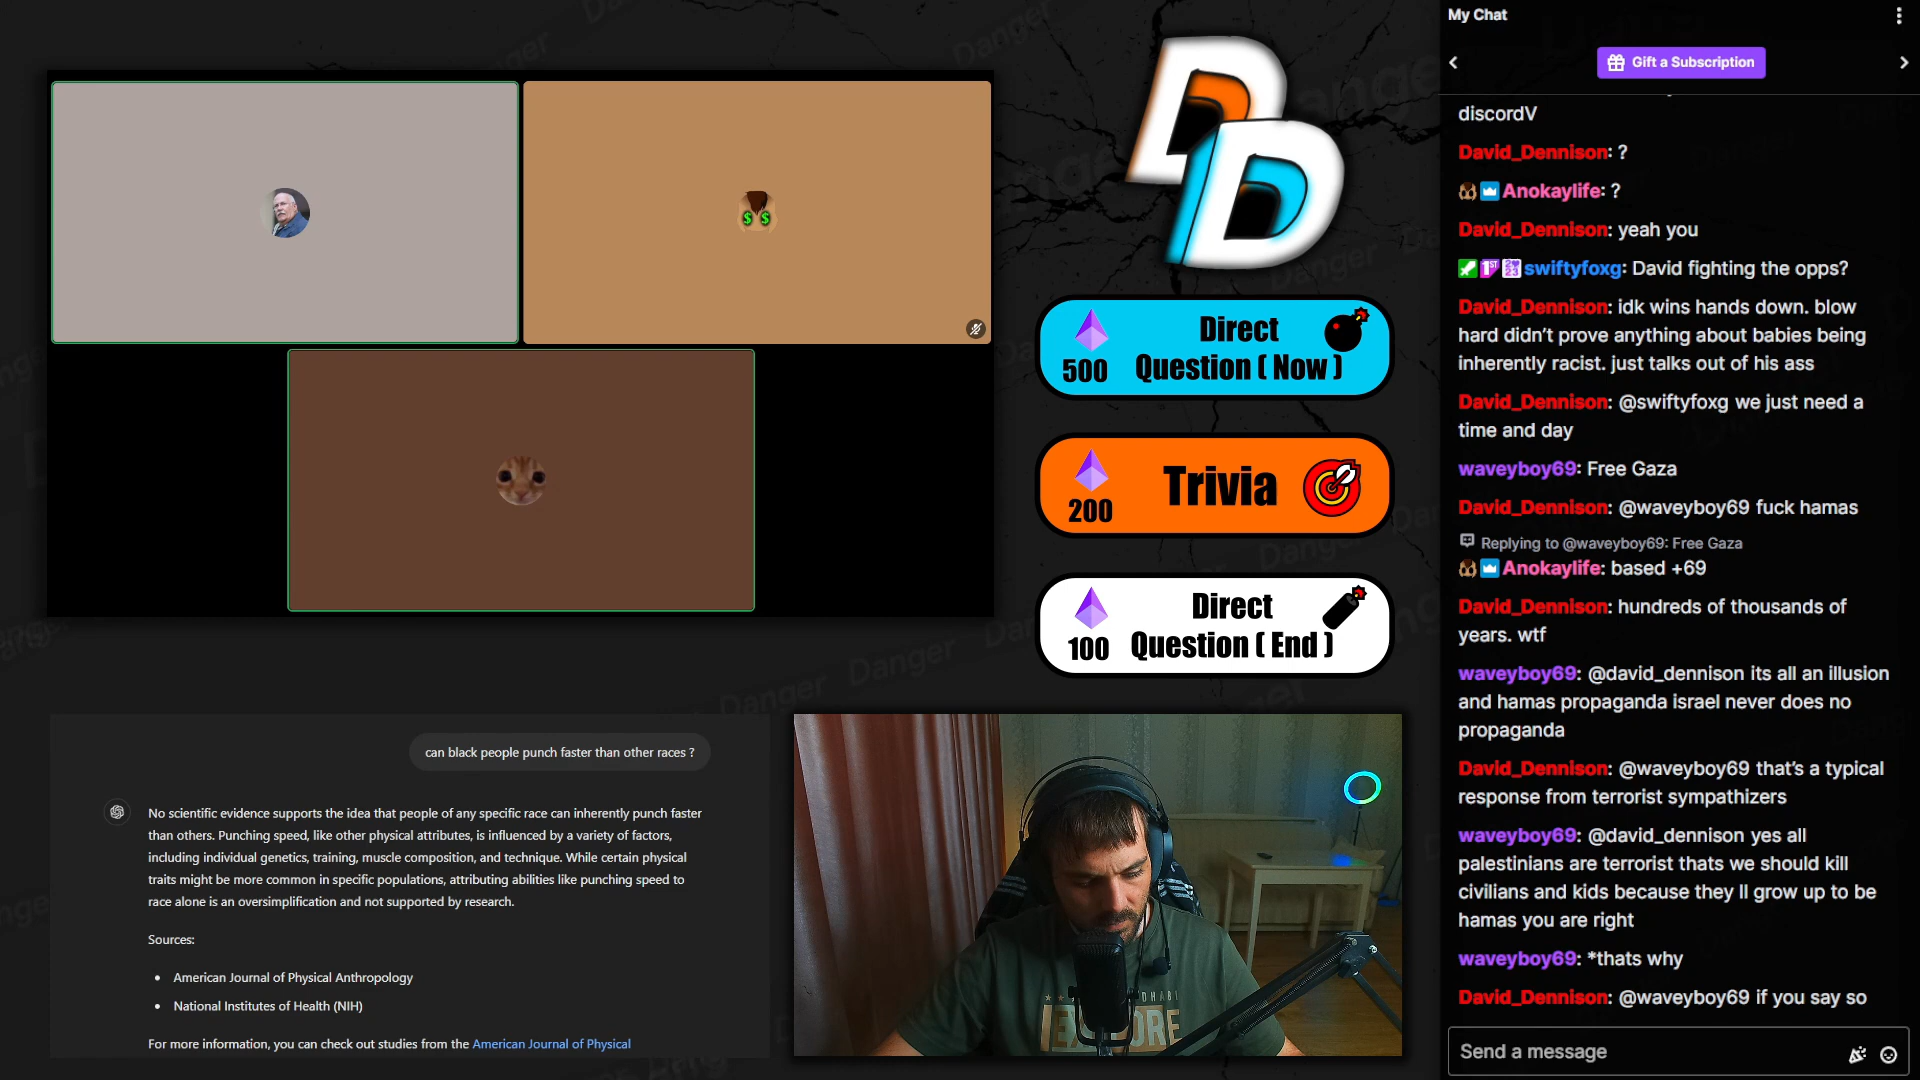 My Chat
Gift a Subscription
discordV
David_Dennison: ?
Anokaylife: ?
David_Dennison: yeah you
swiftyfoxg: David fighting the opps?
David_Dennison: idk wins hands down. blow
hard didn't prove anything about babies being
inherently racist. just talks out of his ass
David_Dennison: @swiftyfoxg we just need a
time and day
waveyboy69: Free Gaza
David_Dennison: @waveyboy69 fuck hamas
Replying to @waveyboy69: Free Gaza
Anokaylife: based +69
David_Dennison: hundreds of thousands of
years. wtf
waveyboy69: @david_dennison its all an illusion
and hamas propaganda israel never does no
propaganda
David_Dennison: @waveyboy69 that's a typical
response from terrorist sympathizers
waveyboy69: @david_dennison yes all
palestinians are terrorist thats we should kill
civilians and kids because they ll grow up to be
hamas you are right
waveyboy69: *thats why
David_Dennison: @waveyboy69 if you say so
Send a message
DD
500
Direct
Question ( Now )
200
Trivia
100
Direct
Question ( End )
can black people punch faster than other races ?
No scientific evidence supports the idea that people of any specific race can inherently punch faster
than others. Punching speed, like other physical attributes, is influenced by a variety of factors,
including individual genetics, training, muscle composition, and technique. While certain physical
traits might be more common in specific populations, attributing abilities like punching speed to
race alone is an oversimplification and not supported by research.
Sources:
• American Journal of Physical Anthropology
• National Institutes of Health (NIH)
For more information, you can check out studies from the American Journal of Physical